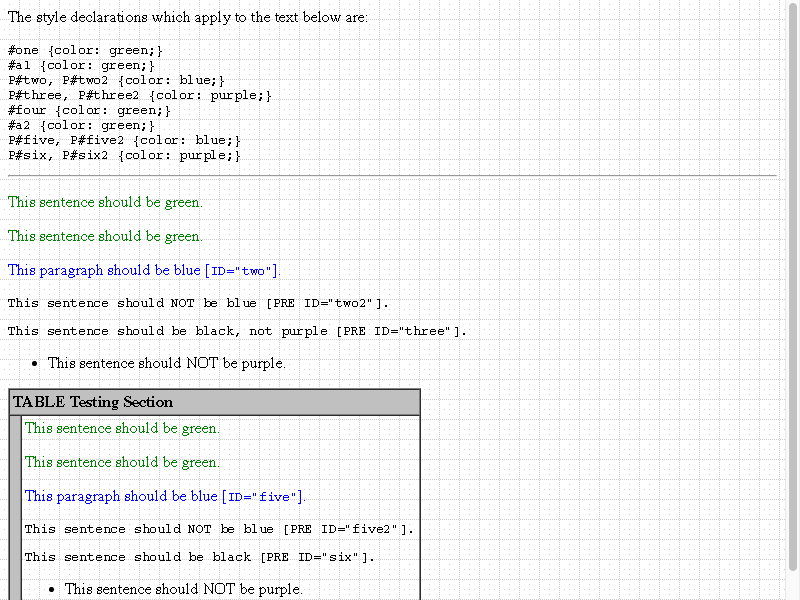 The style declarations which apply to the text below are:
#one {color: green;}
#a1 {color: green;}
P#two, P#two2 {color: blue;}
P#three, P#three2 {color: purple;}
#four {color: green;}
#a2 {color: green;}
P#five, P#five2 {color: blue;}
P#six, P#six2 {color: purple;}
This sentence should be green.
This sentence should be green.
This paragraph should be blue [ID="two"].
This sentence should NOT be blue [PRE ID="two2"].
This sentence should be black, not purple [PRE ID="three"].
• This sentence should NOT be purple.
TABLE Testing Section
This sentence should be green.
This sentence should be green.
This paragraph should be blue [ID="five"].
This sentence should NOT be blue [PRE ID="five2"].
This sentence should be black [PRE ID="six"].
• This sentence should NOT be purple.